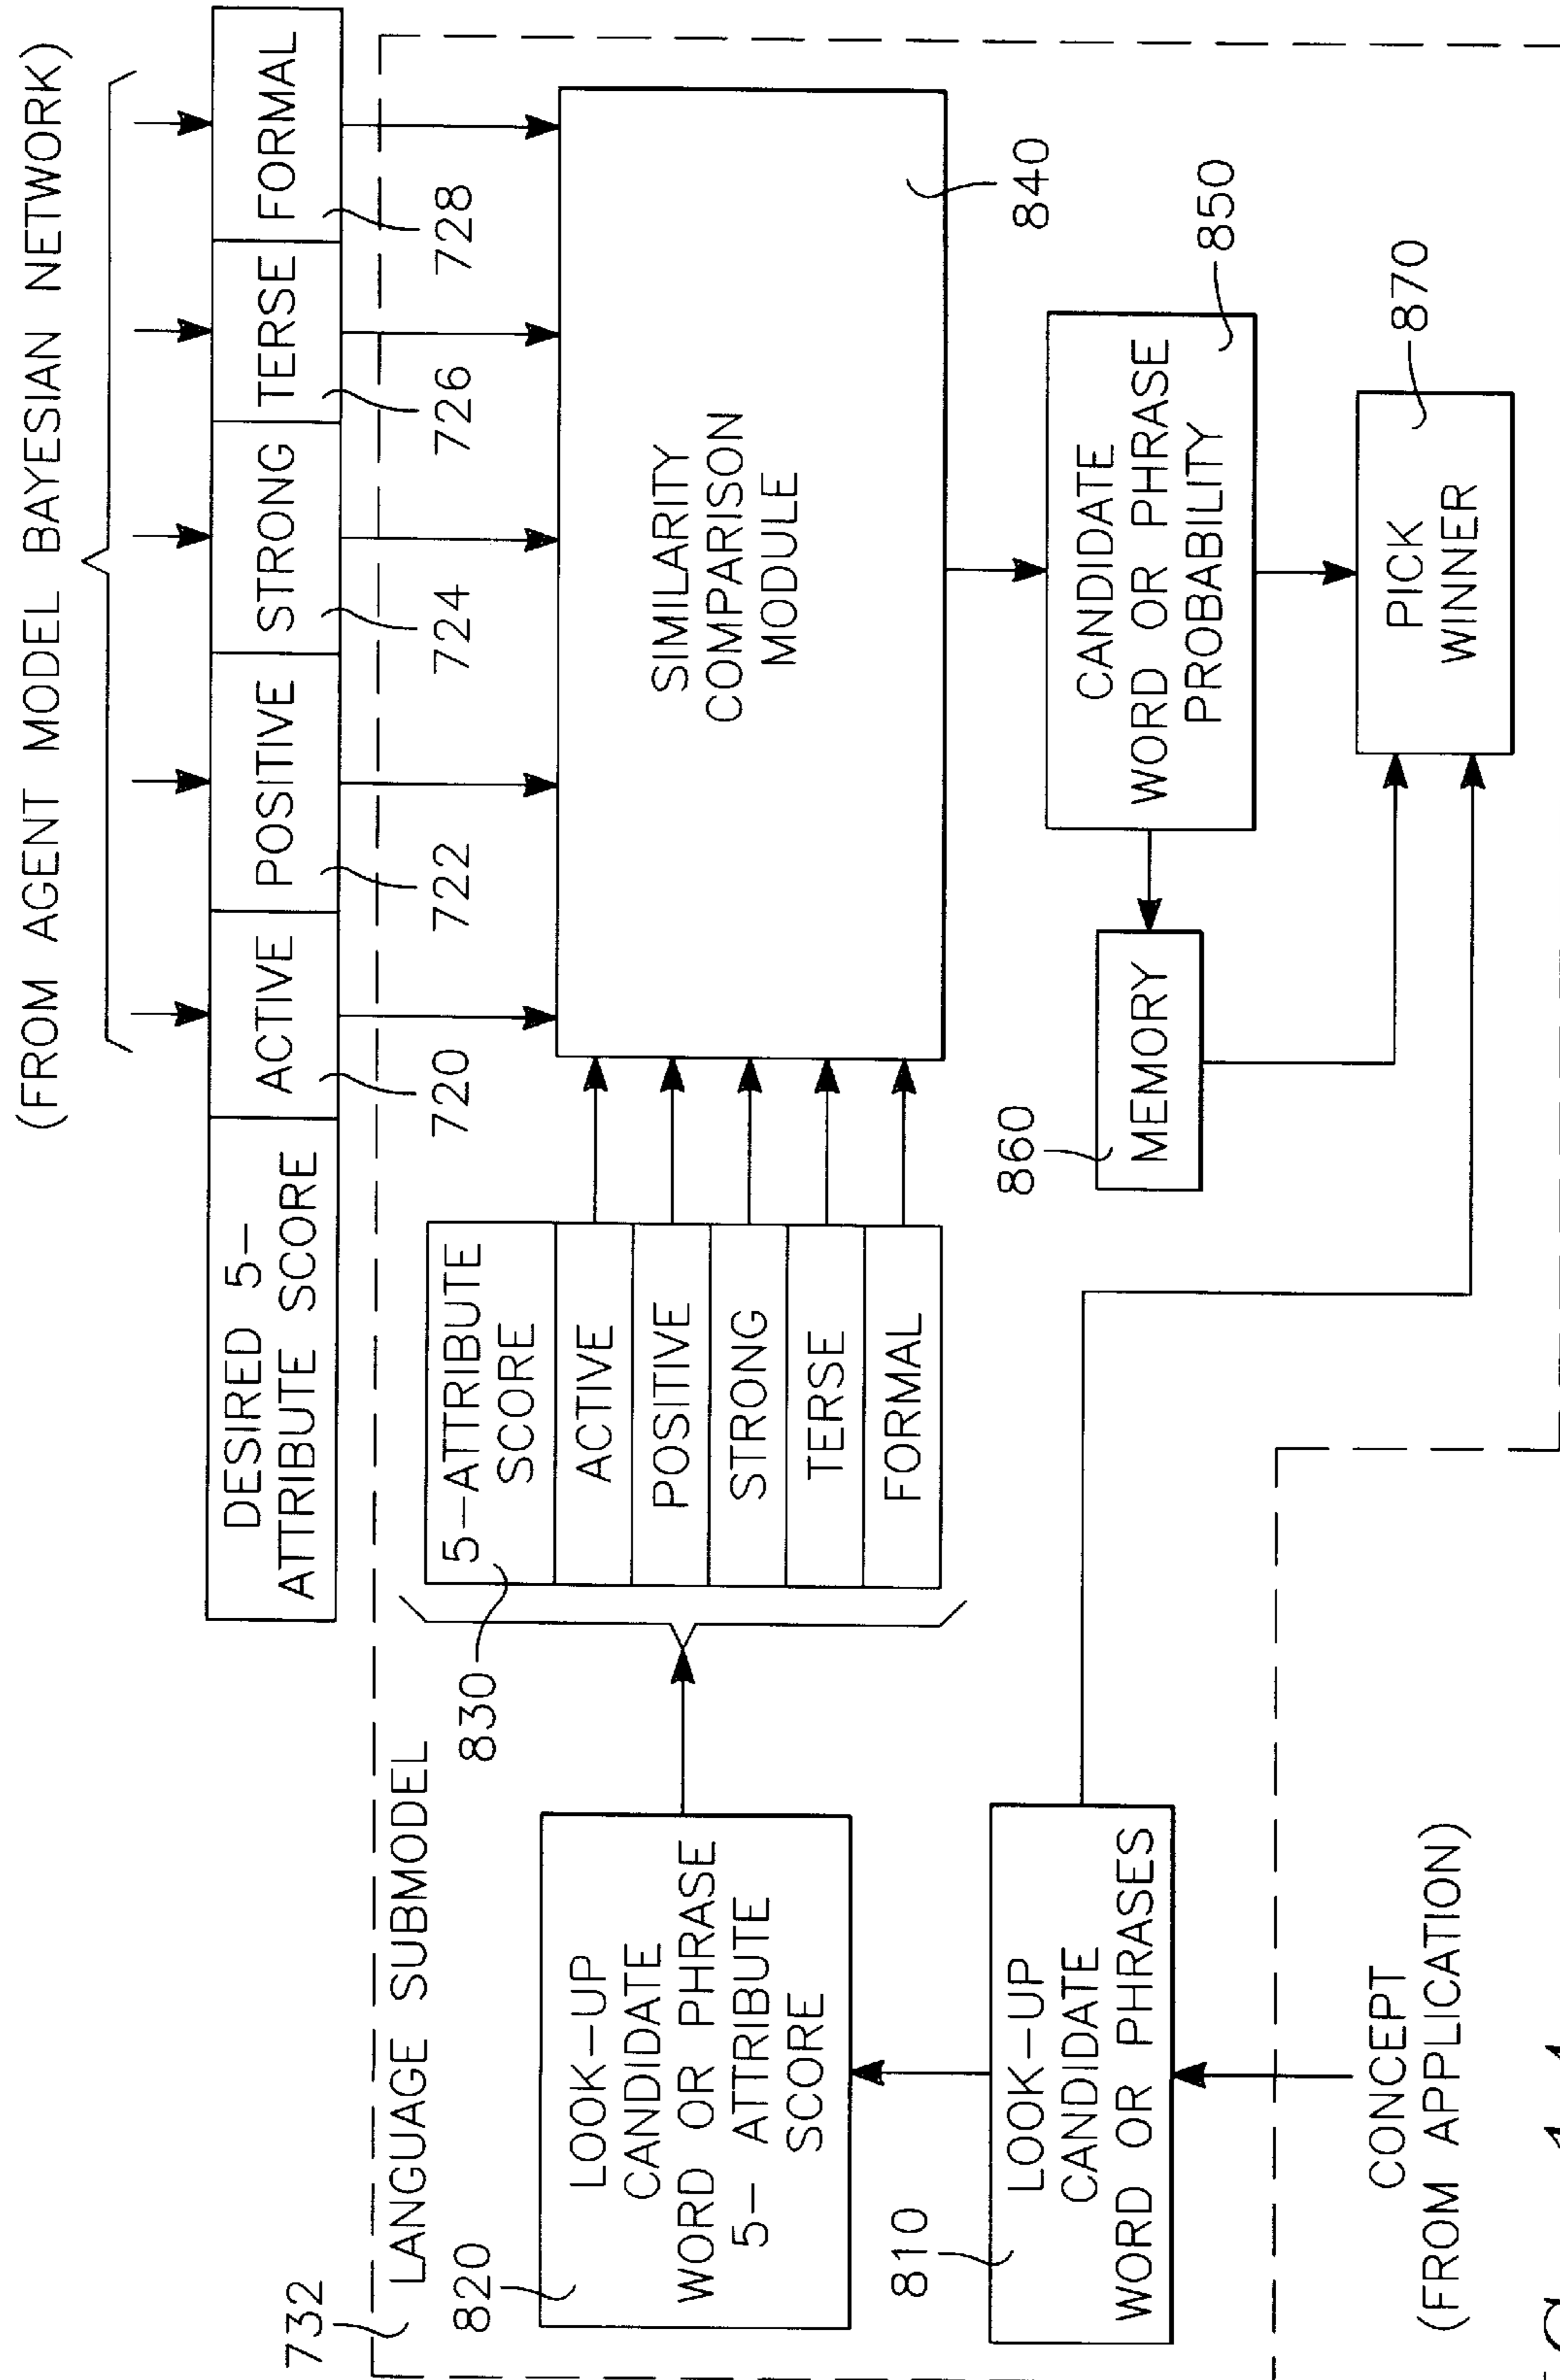 (FROM AGENT MODEL BAYESIAN NETWORK)
DESIRED 5-
ATTRIBUTE SCORE
ACTIVE
POSITIVE
STRONG
TERSE
FORMAL
720
722
724
726
728
732
LANGUAGE SUBMODEL
820
LOOK-UP
CANDIDATE
WORD OR PHRASE
5- ATTRIBUTE
SCORE
830
5-ATTRIBUTE
SCORE
ACTIVE
POSITIVE
STRONG
TERSE
FORMAL
SIMILARITY
COMPARISON
MODULE
840
810
LOOK-UP
CANDIDATE
WORD OR PHRASES
860
MEMORY
CANDIDATE
WORD OR PHRASE
PROBABILITY
850
PICK
WINNER
870
CONCEPT
(FROM APPLICATION)